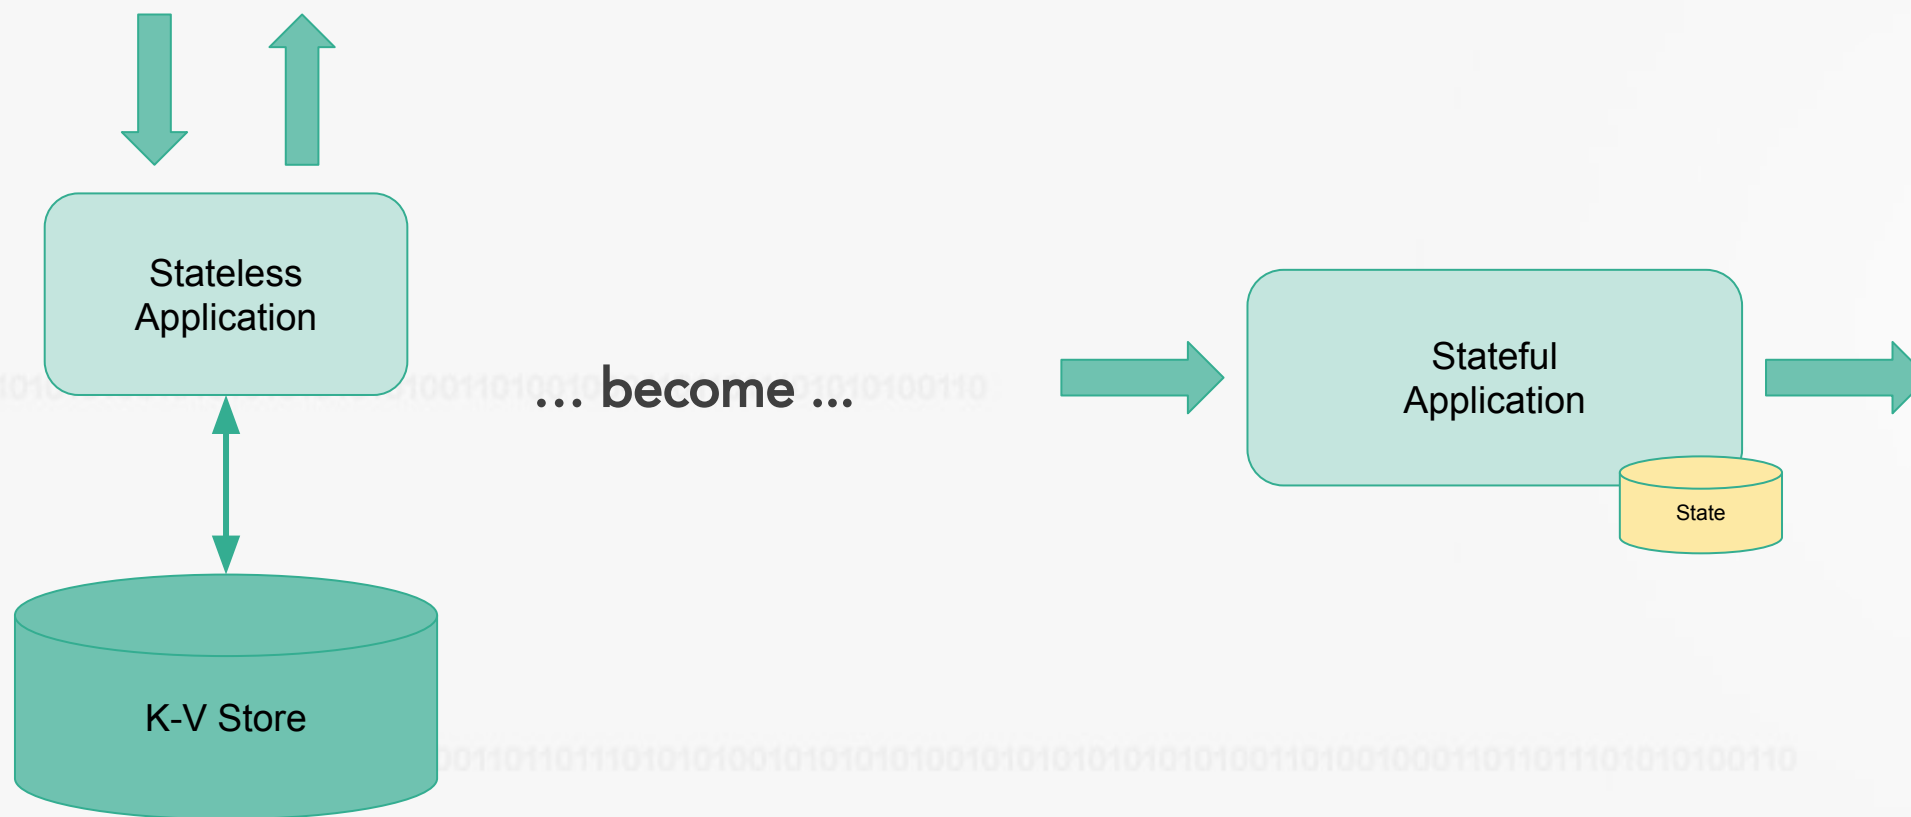 Stateless
Application
... become ...
Stateful
Application
State
K-V Store